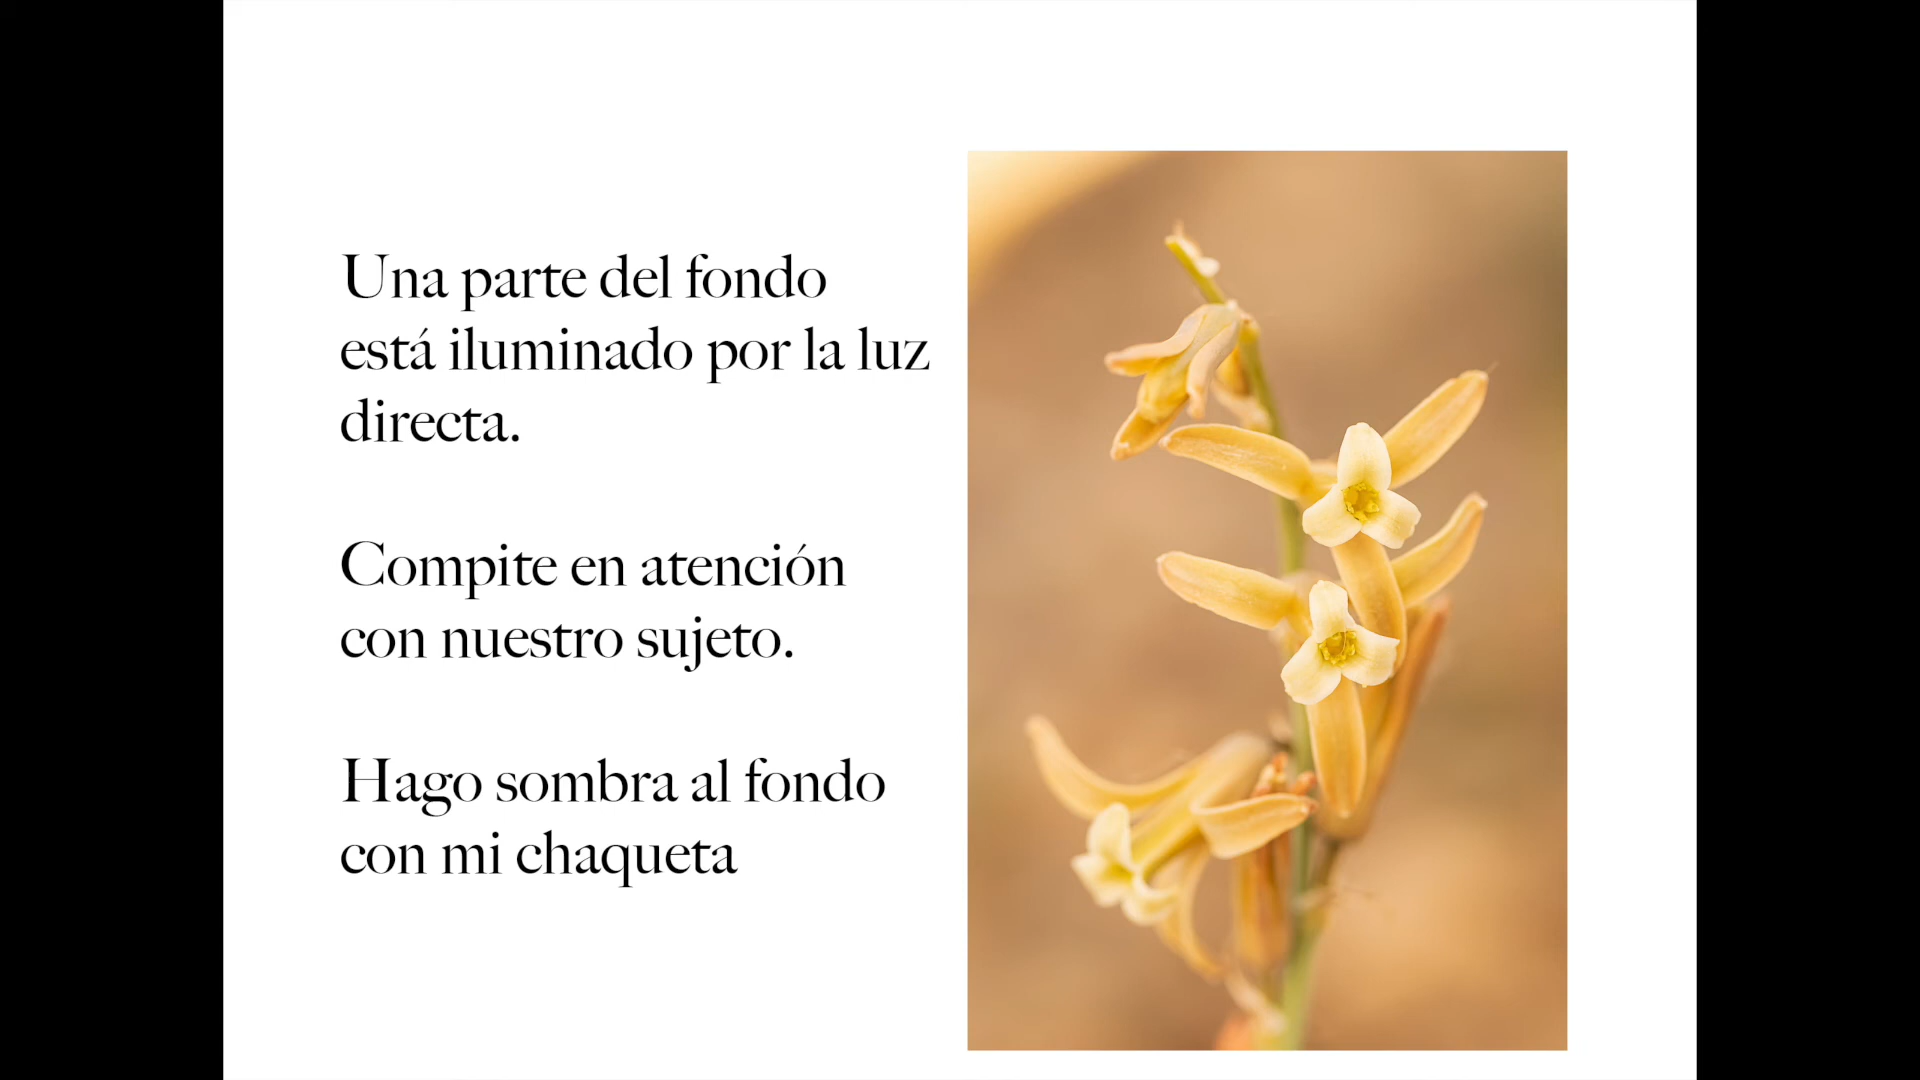 Una parte del fondo
está iluminado por la luz
directa.
Compite en atención
con nuestro sujeto.
Hago sombra al fondo
con mi chaqueta